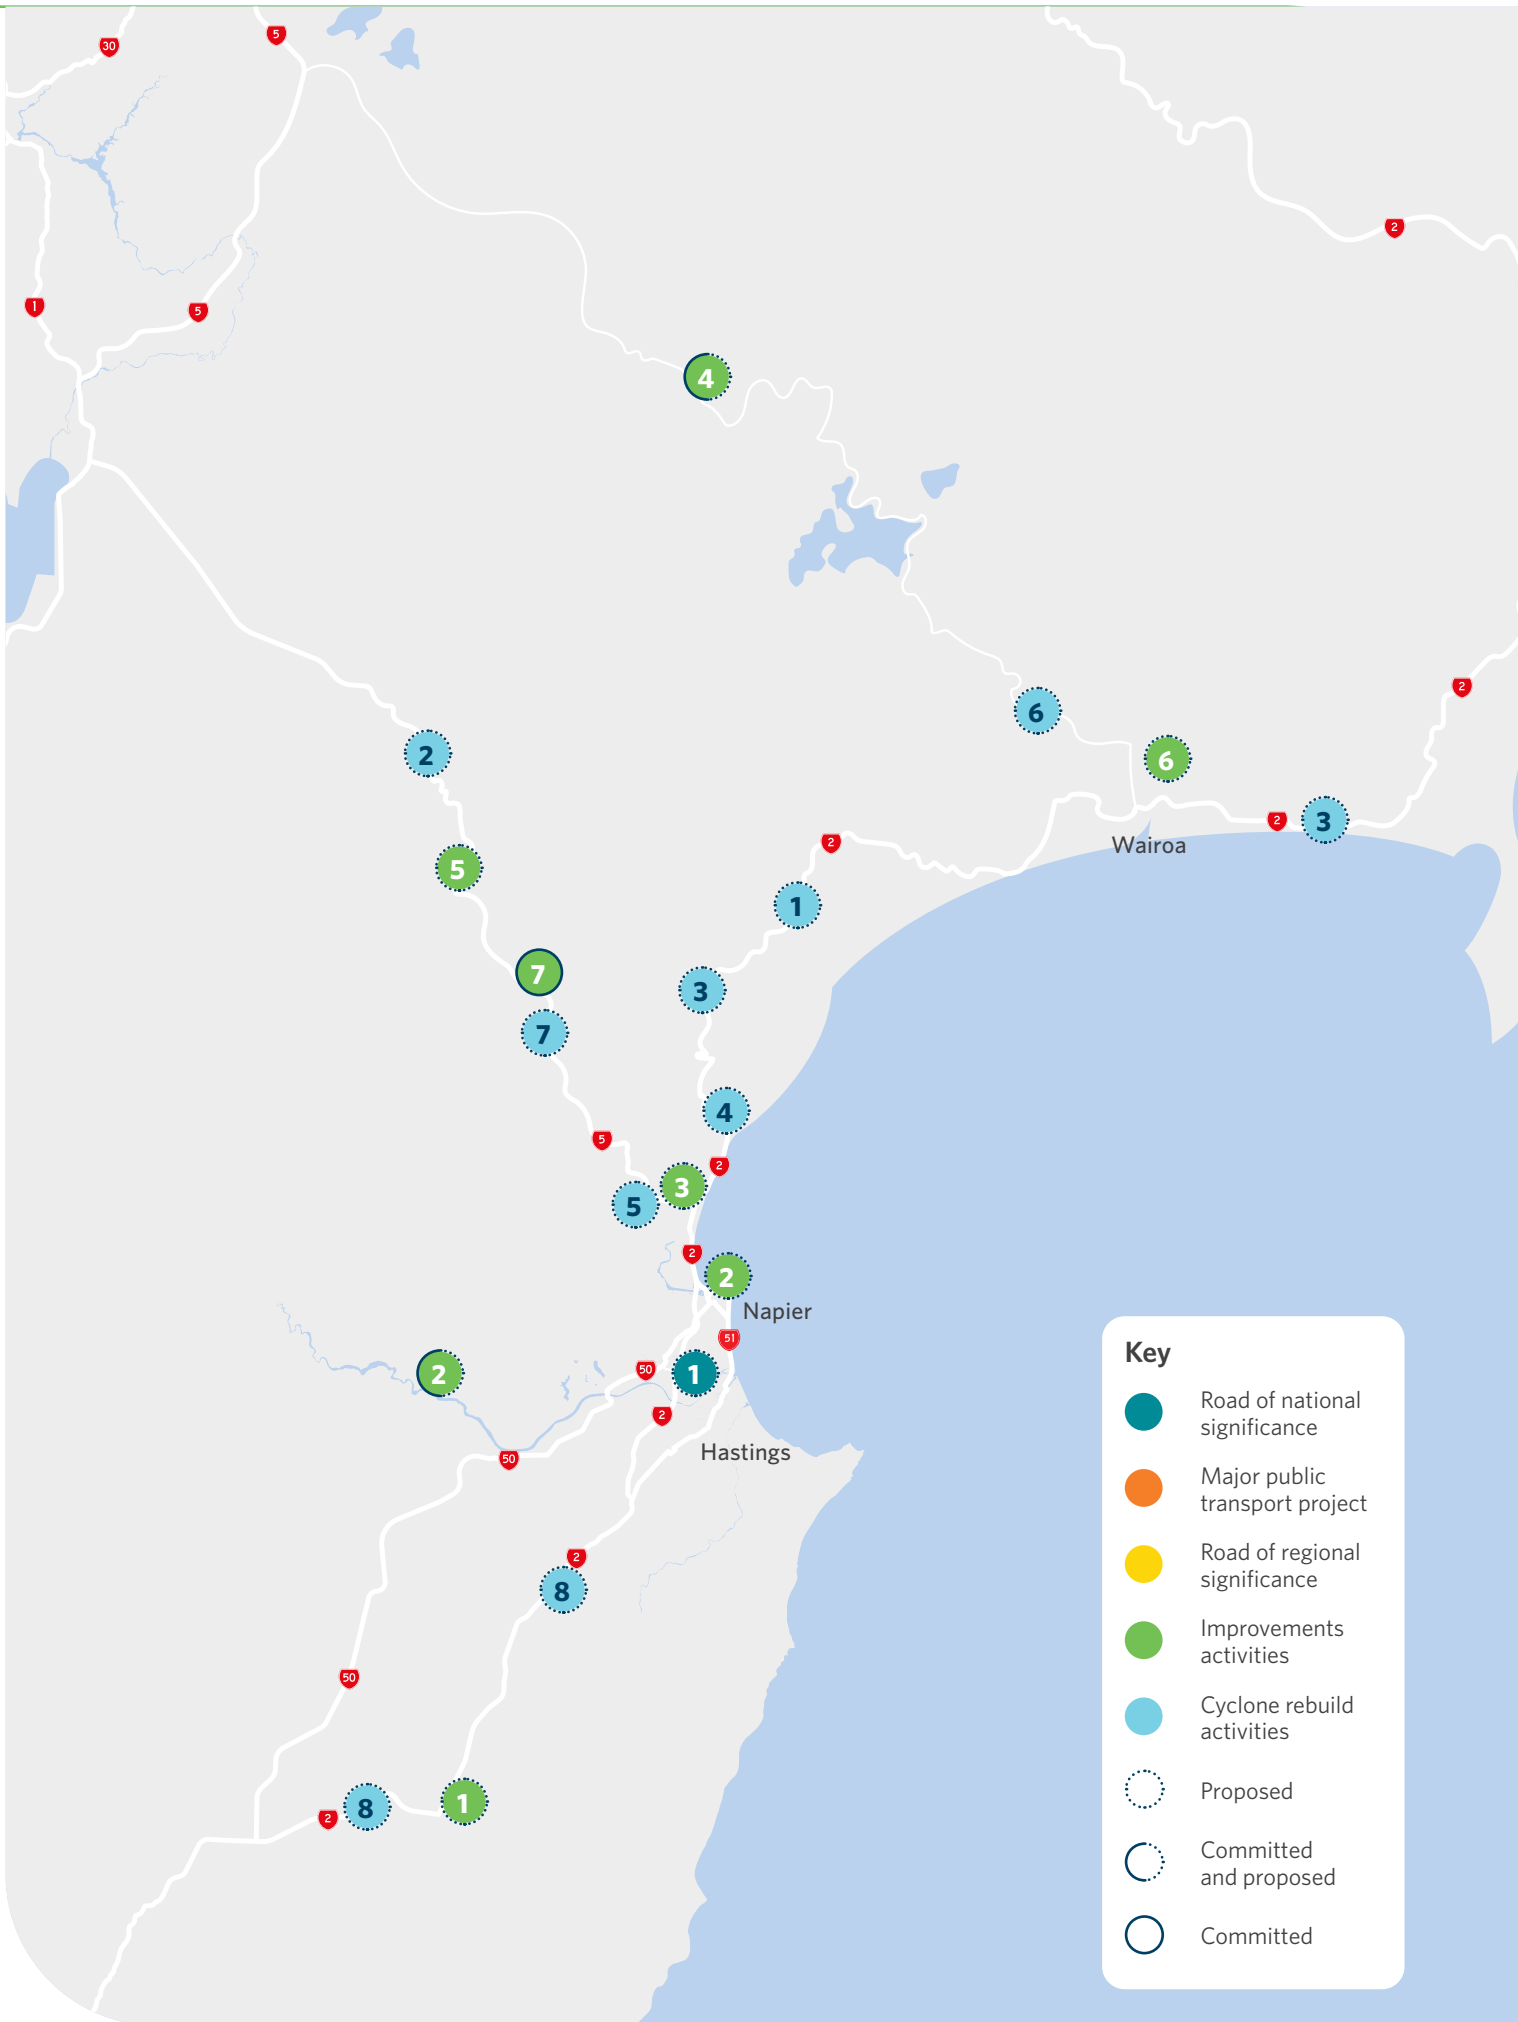 5
30
2
1
5
4
2
6
2
6
2
3
2
Wairoa
5
1
7
3
7
4
5
2
3
5
2
2
Napier
51
50
1
2
2
Hastings
50
2
8
50
1
8
2
Key
Road of national
significance
Major public
transport project
Road of regional
significance
Improvements
activities
Cyclone rebuild
activities
Proposed
Committed
and proposed
Committed